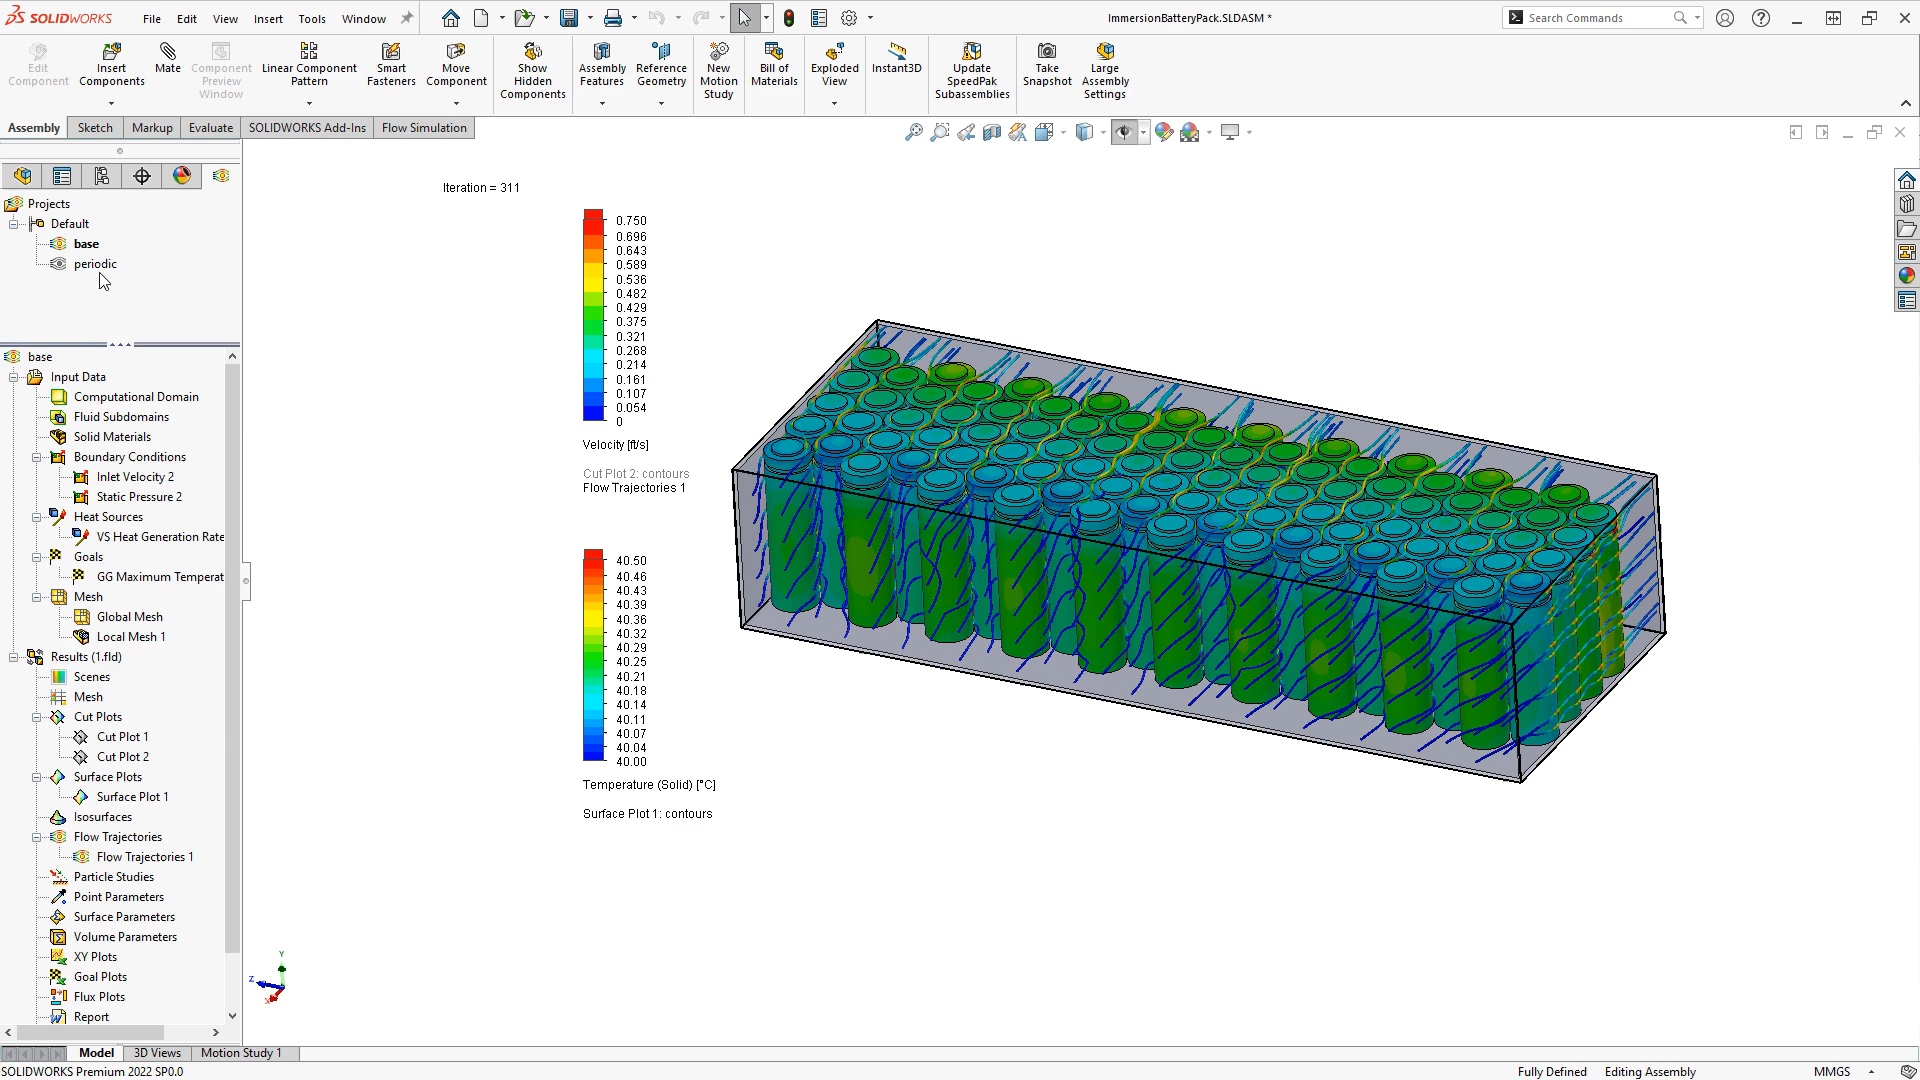 SOLIDWORKS
File Edit View Insert Tools Window
ImmersionBatteryPack.SLDASM *
Search Commands
Edit Component
Insert Components
Mate
Component Preview Window
Linear Component Pattern
Smart Fasteners
Move Component
Show Hidden Components
Assembly Features
Reference Geometry
New Motion Study
Bill of Materials
Exploded View
Instant3D
Update SpeedPak Subassemblies
Take Snapshot
Large Assembly Settings
Assembly Sketch Markup Evaluate SOLIDWORKS Add-Ins Flow Simulation
Projects
Default
base
periodic
base
Input Data
Computational Domain
Fluid Subdomains
Solid Materials
Boundary Conditions
Inlet Velocity 2
Static Pressure 2
Heat Sources
VS Heat Generation Rate
Goals
GG Maximum Temperat
Mesh
Global Mesh
Local Mesh 1
Results (1.fld)
Scenes
Mesh
Cut Plots
Cut Plot 1
Cut Plot 2
Surface Plots
Surface Plot 1
Isosurfaces
Flow Trajectories
Flow Trajectories 1
Particle Studies
Point Parameters
Surface Parameters
Volume Parameters
XY Plots
Goal Plots
Flux Plots
Report
Iteration = 311
0.750
0.696
0.643
0.589
0.536
0.482
0.429
0.375
0.321
0.268
0.214
0.161
0.107
0.054
0
Velocity [ft/s]
Cut Plot 2: contours
Flow Trajectories 1
40.50
40.46
40.43
40.39
40.36
40.32
40.29
40.25
40.21
40.18
40.14
40.11
40.07
40.04
40.00
Temperature (Solid) [°C]
Surface Plot 1: contours
Y
Z
X
Model 3D Views Motion Study 1
SOLIDWORKS Premium 2022 SP0.0
Fully Defined Editing Assembly MMGS